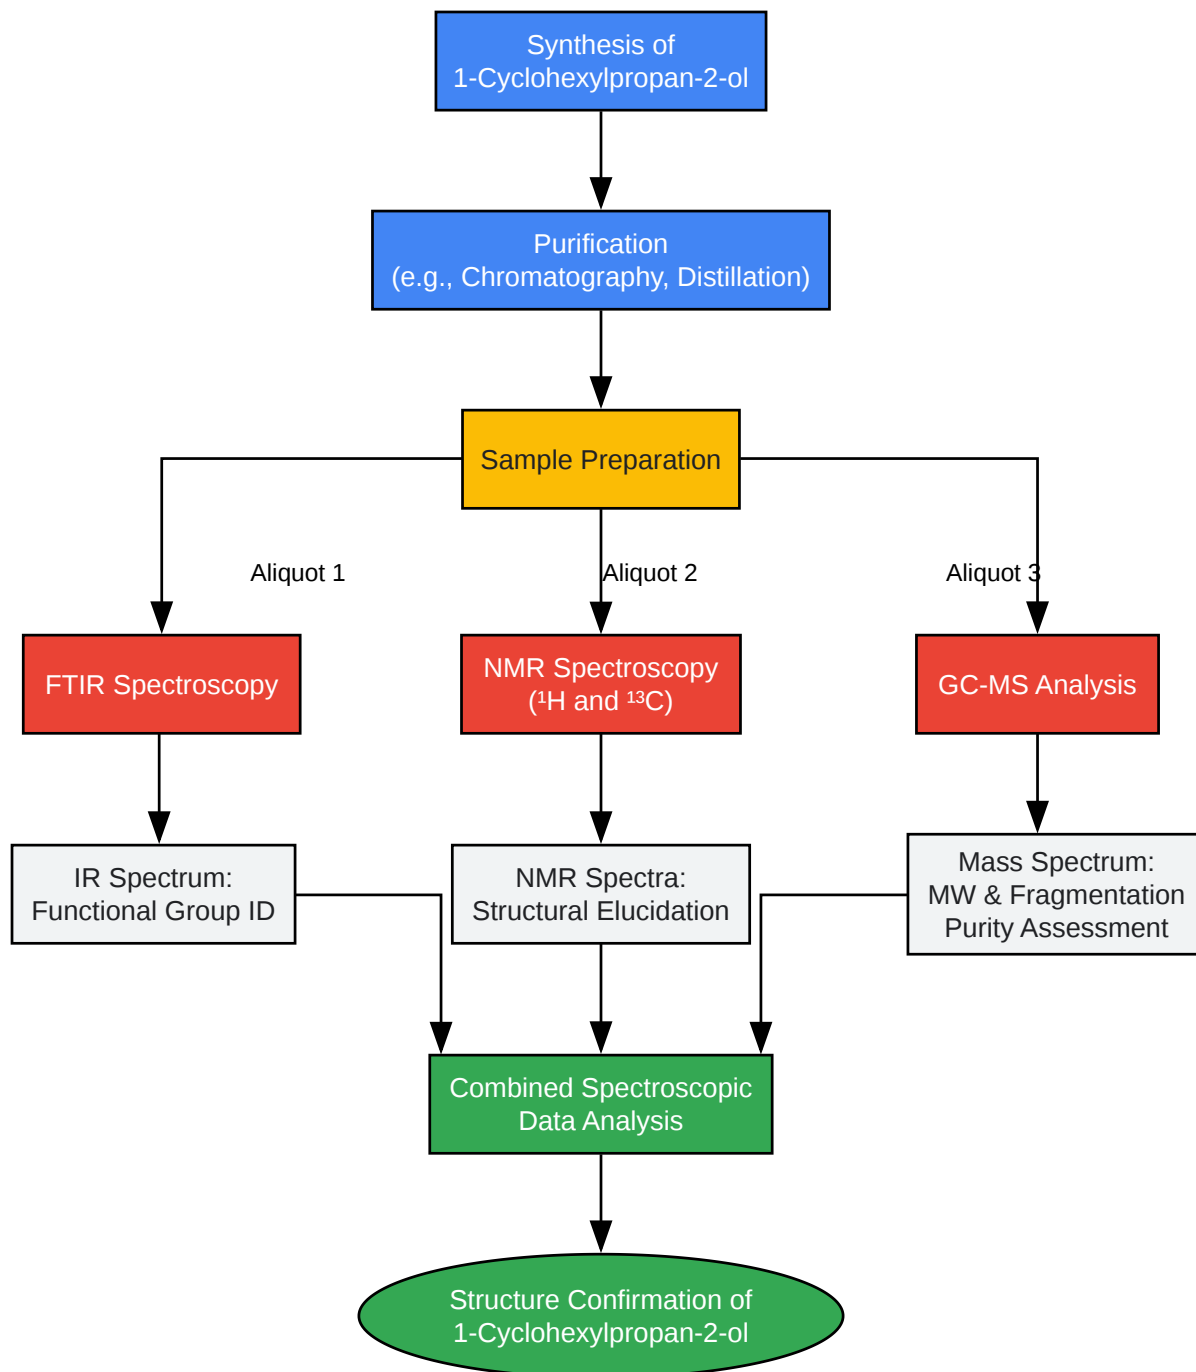 Synthesis of
1-Cyclohexylpropan-2-ol
Purification
(e.g., Chromatography, Distillation)
Sample Preparation
Aliquot 1
Aliquot 2
Aliquot 3
FTIR Spectroscopy
NMR Spectroscopy
(¹H and ¹³C)
GC-MS Analysis
IR Spectrum:
Functional Group ID
NMR Spectra:
Structural Elucidation
Mass Spectrum:
MW & Fragmentation
Purity Assessment
Combined Spectroscopic
Data Analysis
Structure Confirmation of
1-Cyclohexylpropan-2-ol